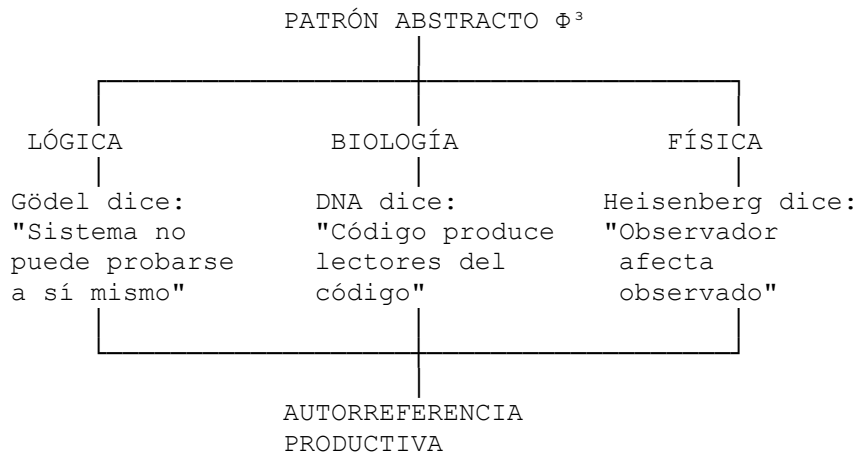 PATRÓN ABSTRACTO Φ³
LÓGICA BIOLOGÍA FÍSICA
Gödel dice: DNA dice: Heisenberg dice:
"Sistema no "Código produce "Observador
puede probarse lectores del afecta
a sí mismo" código" observado"
AUTORREFERENCIA
PRODUCTIVA